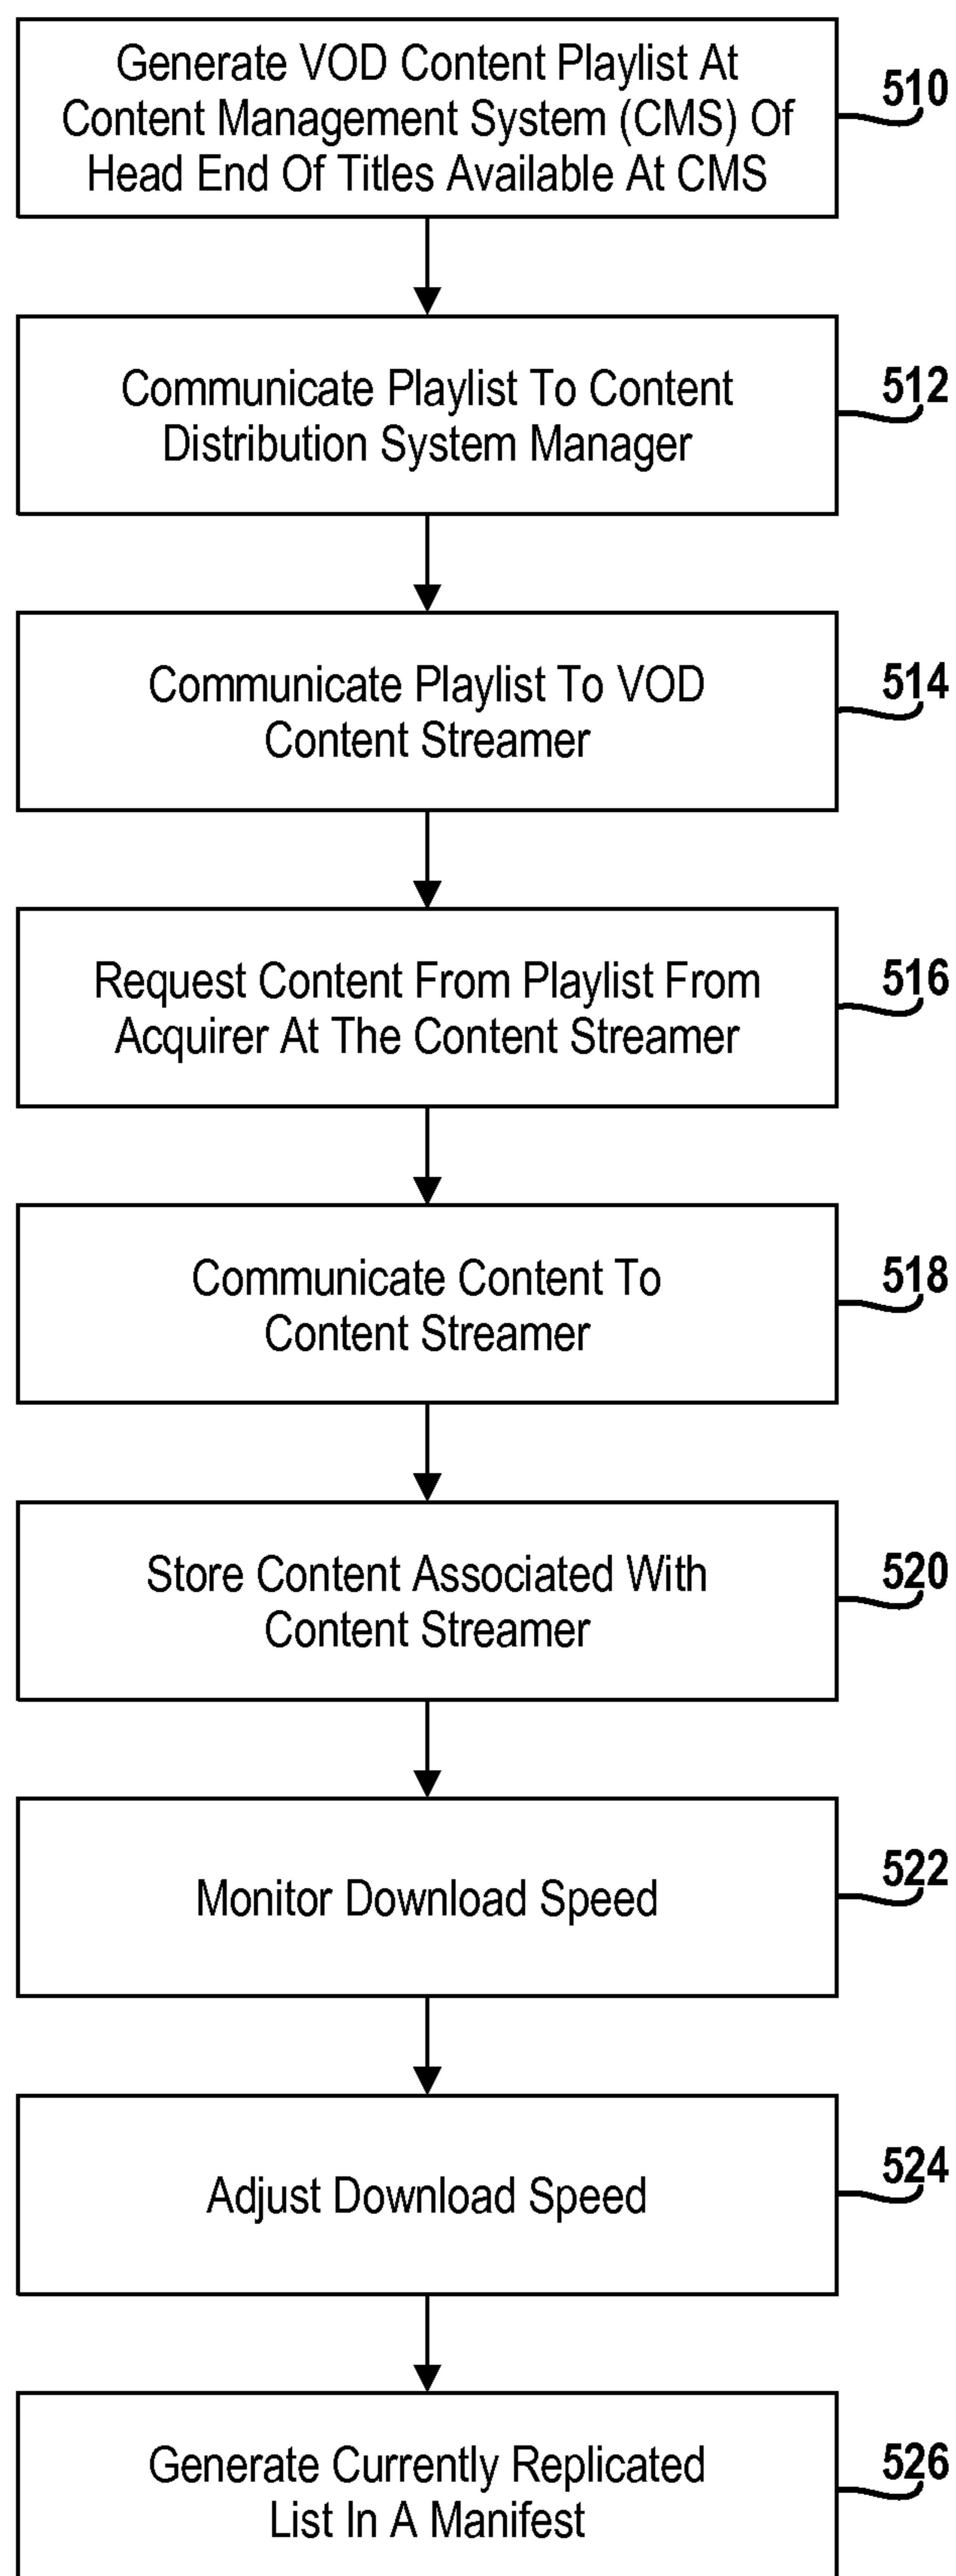 Generate VOD Content Playlist At
Content Management System (CMS) Of
Head End Of Titles Available At CMS
510
Communicate Playlist To Content
Distribution System Manager
512
Communicate Playlist To VOD
Content Streamer
514
Request Content From Playlist From
Acquirer At The Content Streamer
516
Communicate Content To
Content Streamer
518
Store Content Associated With
Content Streamer
520
Monitor Download Speed
522
Adjust Download Speed
524
Generate Currently Replicated
List In A Manifest
526